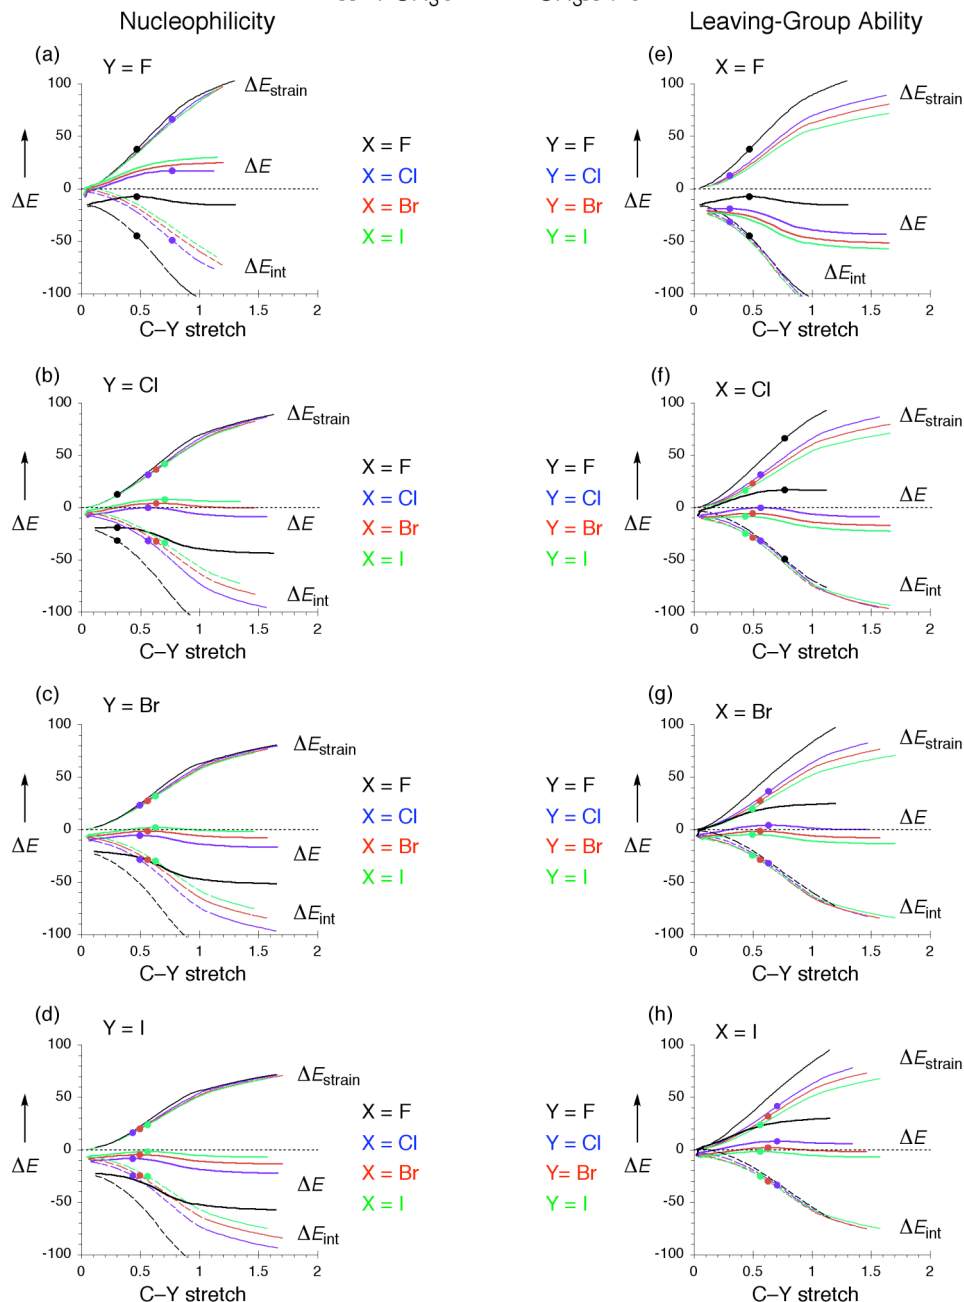 Nucleophilicity
Leaving-Group Ability
(a)
Y = F
100
50
0
-50
-100
ΔE
ΔEstrain
ΔE
ΔEint
0
0.5
1
1.5
2
C–Y stretch
X = F
X = Cl
X = Br
X = I
(e)
X = F
Y = F
Y = Cl
Y = Br
Y = I
100
50
0
-50
-100
ΔE
ΔEstrain
ΔE
ΔEint
0
0.5
1
1.5
2
C–Y stretch
(b)
Y = Cl
100
50
0
-50
-100
ΔE
ΔEstrain
ΔE
ΔEint
0
0.5
1
1.5
2
C–Y stretch
X = F
X = Cl
X = Br
X = I
(f)
X = Cl
Y = F
Y = Cl
Y = Br
Y = I
100
50
0
-50
-100
ΔE
ΔEstrain
ΔE
ΔEint
0
0.5
1
1.5
2
C–Y stretch
(c)
Y = Br
100
50
0
-50
-100
ΔE
ΔEstrain
ΔE
ΔEint
0
0.5
1
1.5
2
C–Y stretch
X = F
X = Cl
X = Br
X = I
(g)
X = Br
Y = F
Y = Cl
Y = Br
Y = I
100
50
0
-50
-100
ΔE
ΔEstrain
ΔE
ΔEint
0
0.5
1
1.5
2
C–Y stretch
(d)
Y = I
100
50
0
-50
-100
ΔE
ΔEstrain
ΔE
ΔEint
0
0.5
1
1.5
2
C–Y stretch
X = F
X = Cl
X = Br
X = I
(h)
X = I
Y = F
Y = Cl
Y= Br
Y = I
100
50
0
-50
-100
ΔE
ΔEstrain
ΔE
ΔEint
0
0.5
1
1.5
2
C–Y stretch